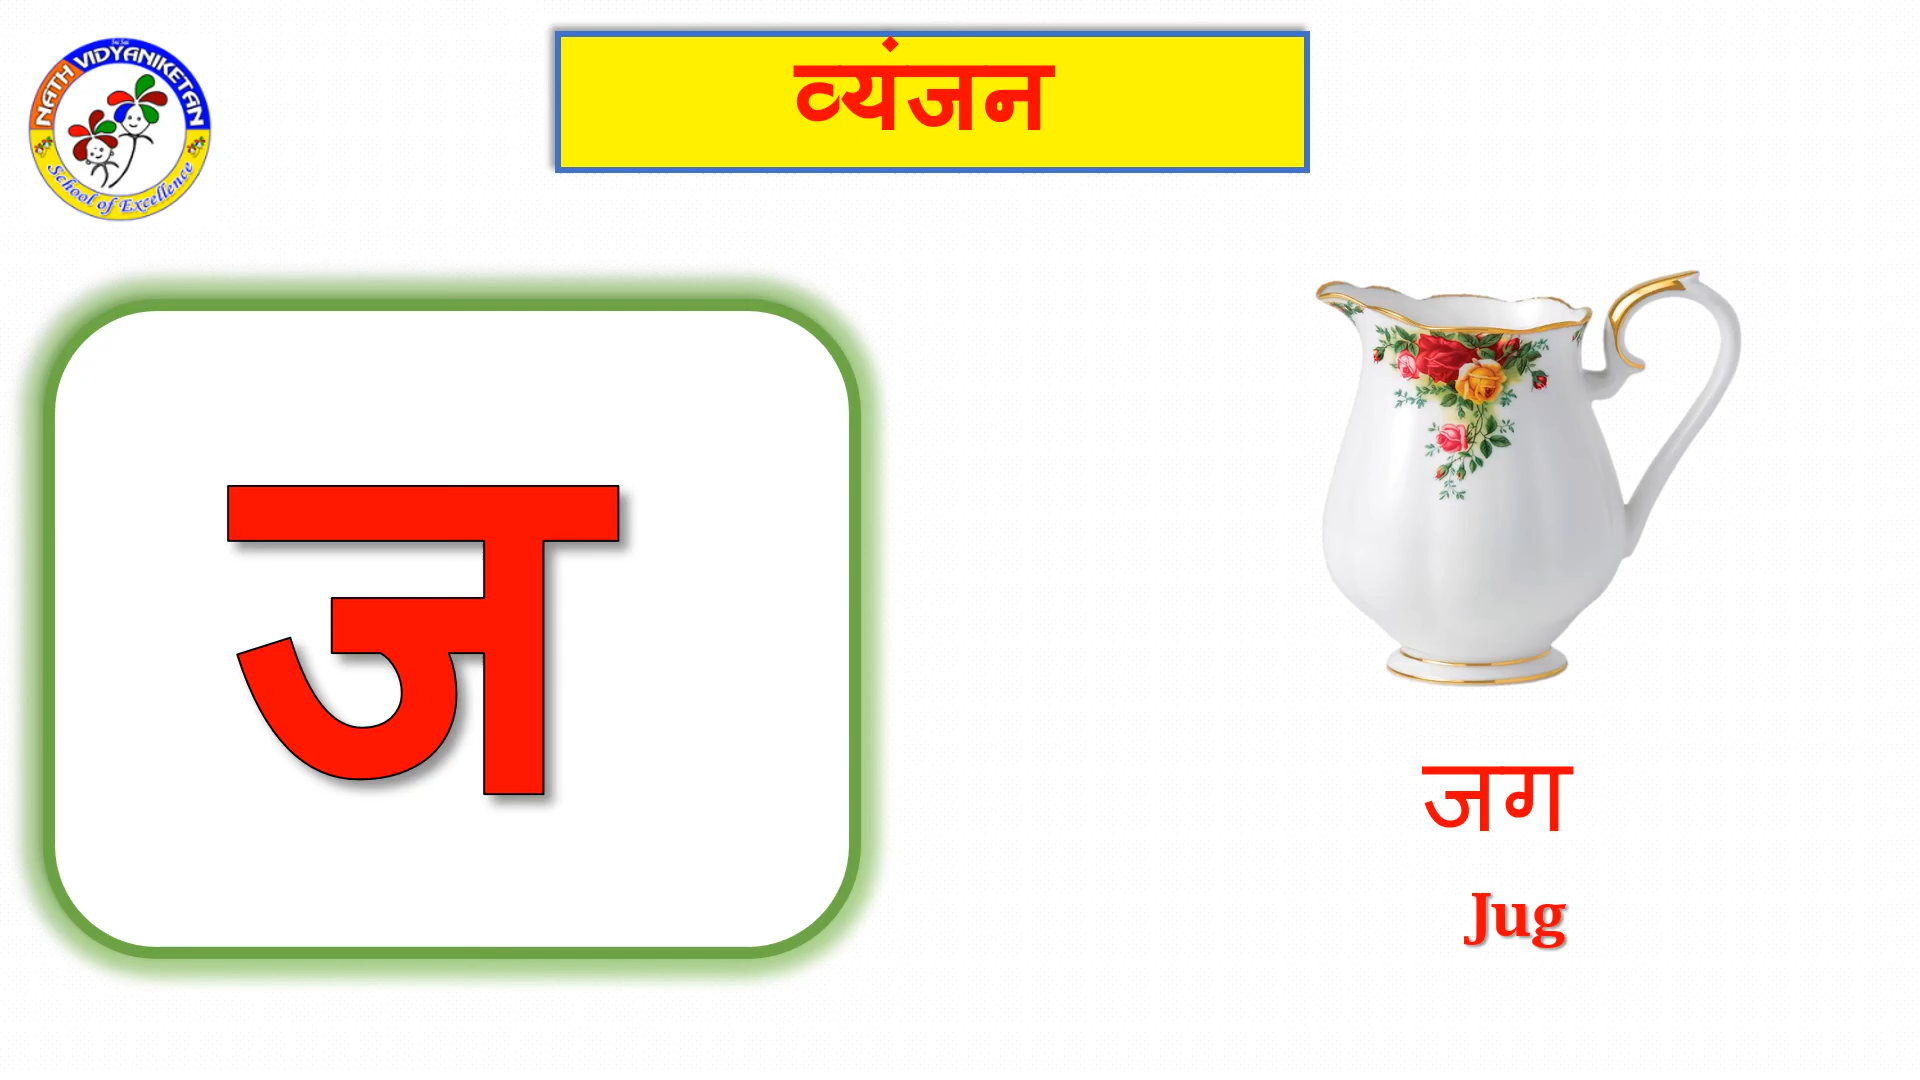 NATH VIDYANIKETAN
School of Excellence
व्यंजन
ज
जग
Jug